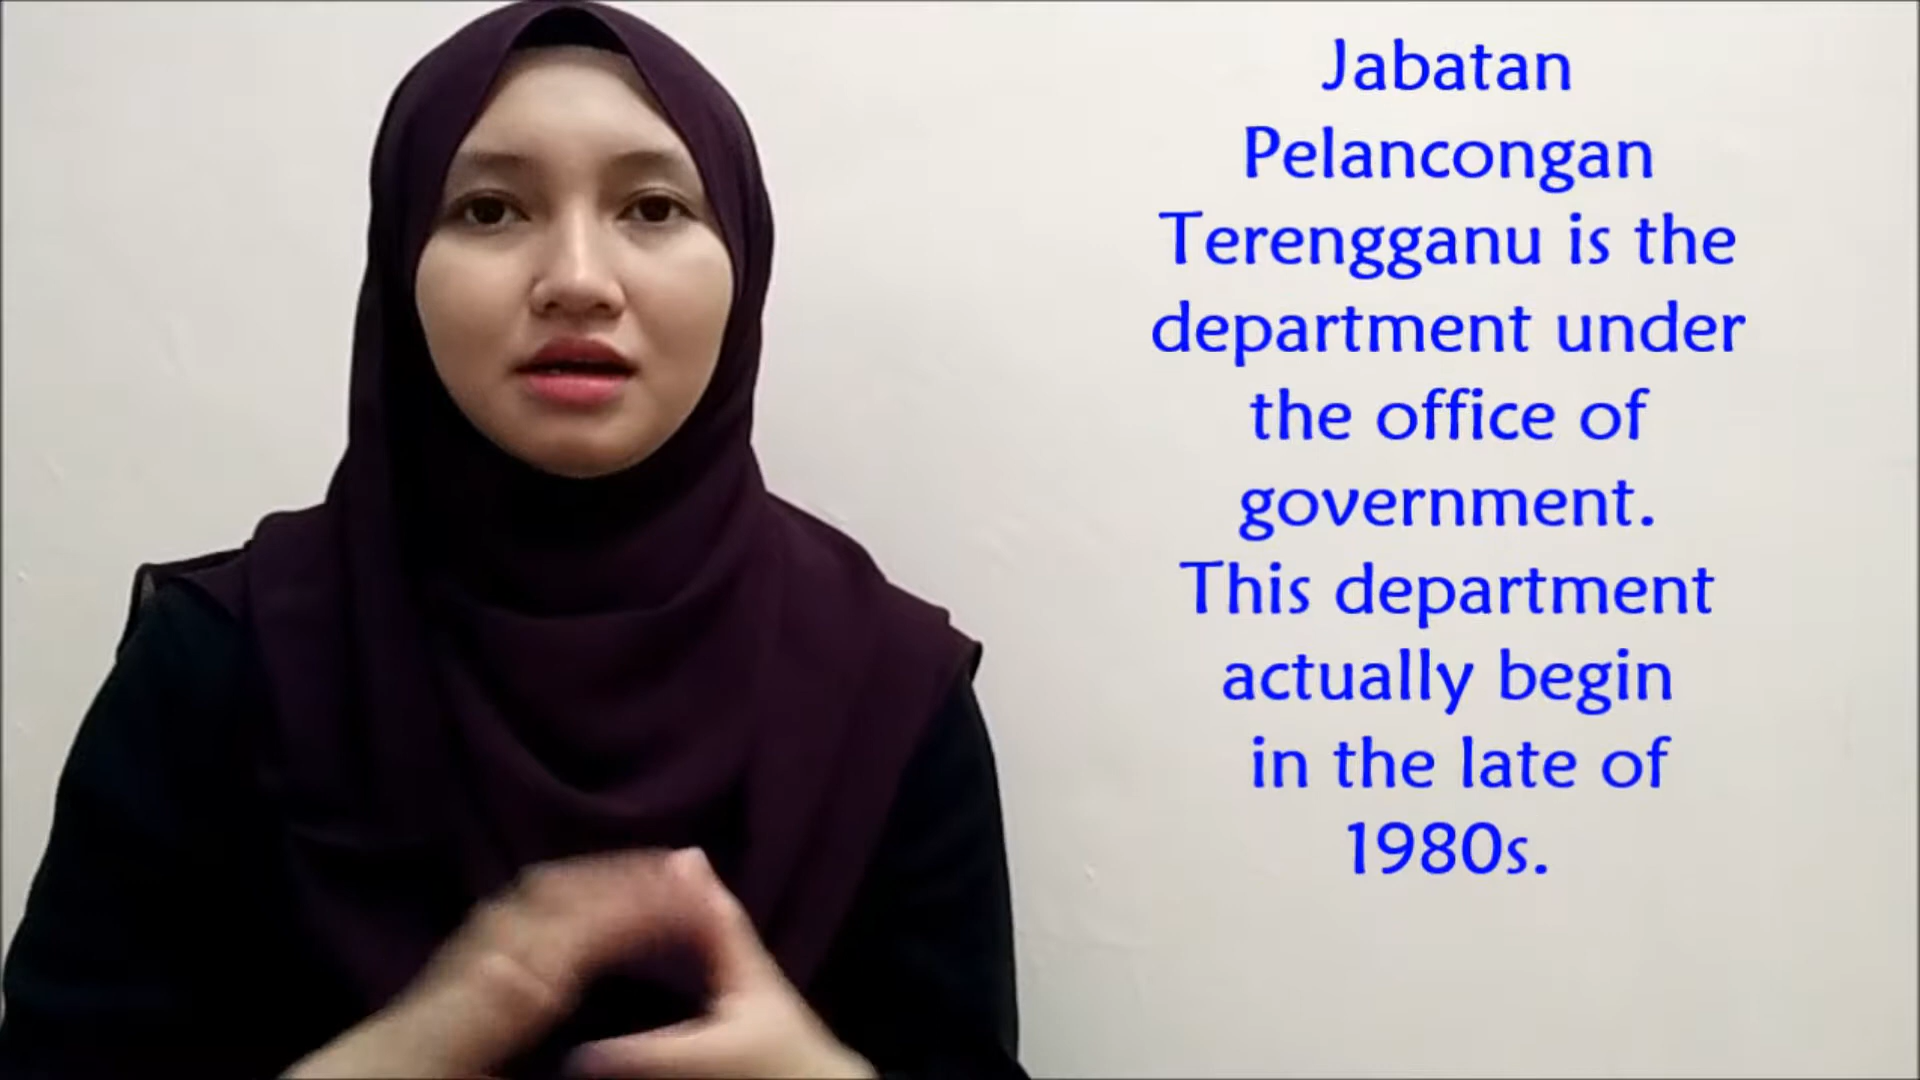 Jabatan
Pelancongan
Terengganu is the
department under
the office of
government.
This department
actually begin
in the late of
1980s.